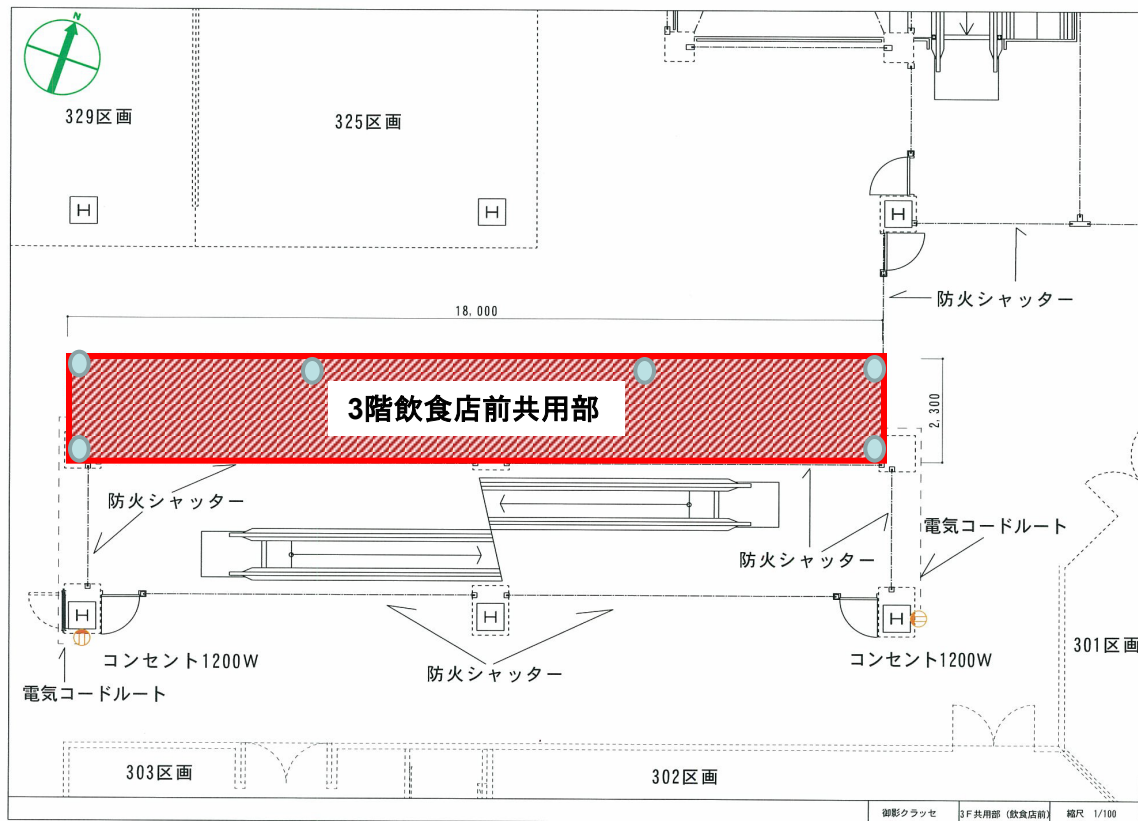 N
329区画
325区画
H
H
H
防火シャッター
18,000
3階飲食店前共用部
2,300
防火シャッター
電気コードルート
防火シャッター
H
H
H
301区画
コンセント1200W
コンセント1200W
防火シャッター
電気コードルート
303区画
302区画
御影クラッセ
3F共用部(飲食店前)
縮尺 1/100